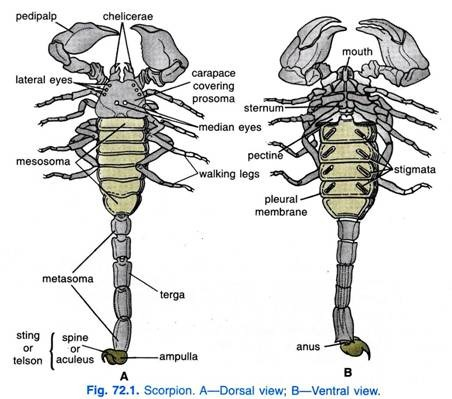 pedipalp
chelicerae
lateral eyes
carapace
covering
prosoma
median eyes
mesosoma
walking legs
metasoma
terga
sting
or
telson
spine
or
aculeus
ampulla
A
mouth
sternum
pectine
stigmata
pleural
membrane
anus
B
Fig. 72.1. Scorpion. A—Dorsal view; B—Ventral view.